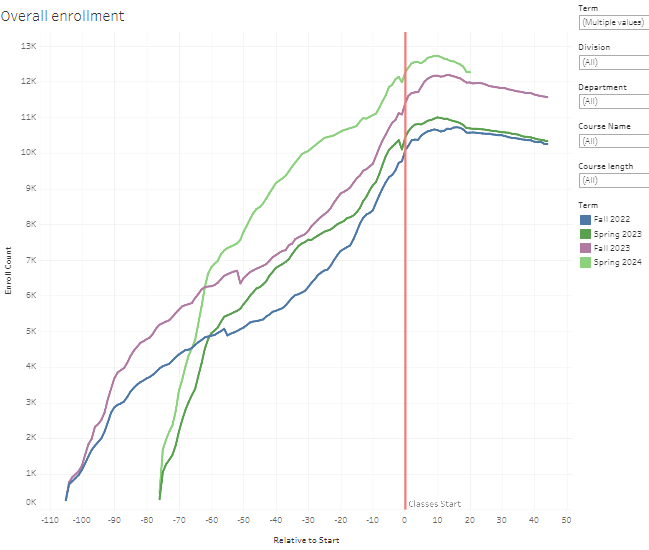 Overall enrollment
13K
12K
11K
10K
9K
8K
7K
6K
5K
4K
3K
2K
1K
0K
Enroll Count
-110 -100 -90 -80 -70 -60 -50 -40 -30 -20 -10 0 10 20 30 40 50
Relative to Start
Classes Start
Term
(Multiple values)
Division
(All)
Department
(All)
Course Name
(All)
Course length
(All)
Term
Fall 2022
Spring 2023
Fall 2023
Spring 2024